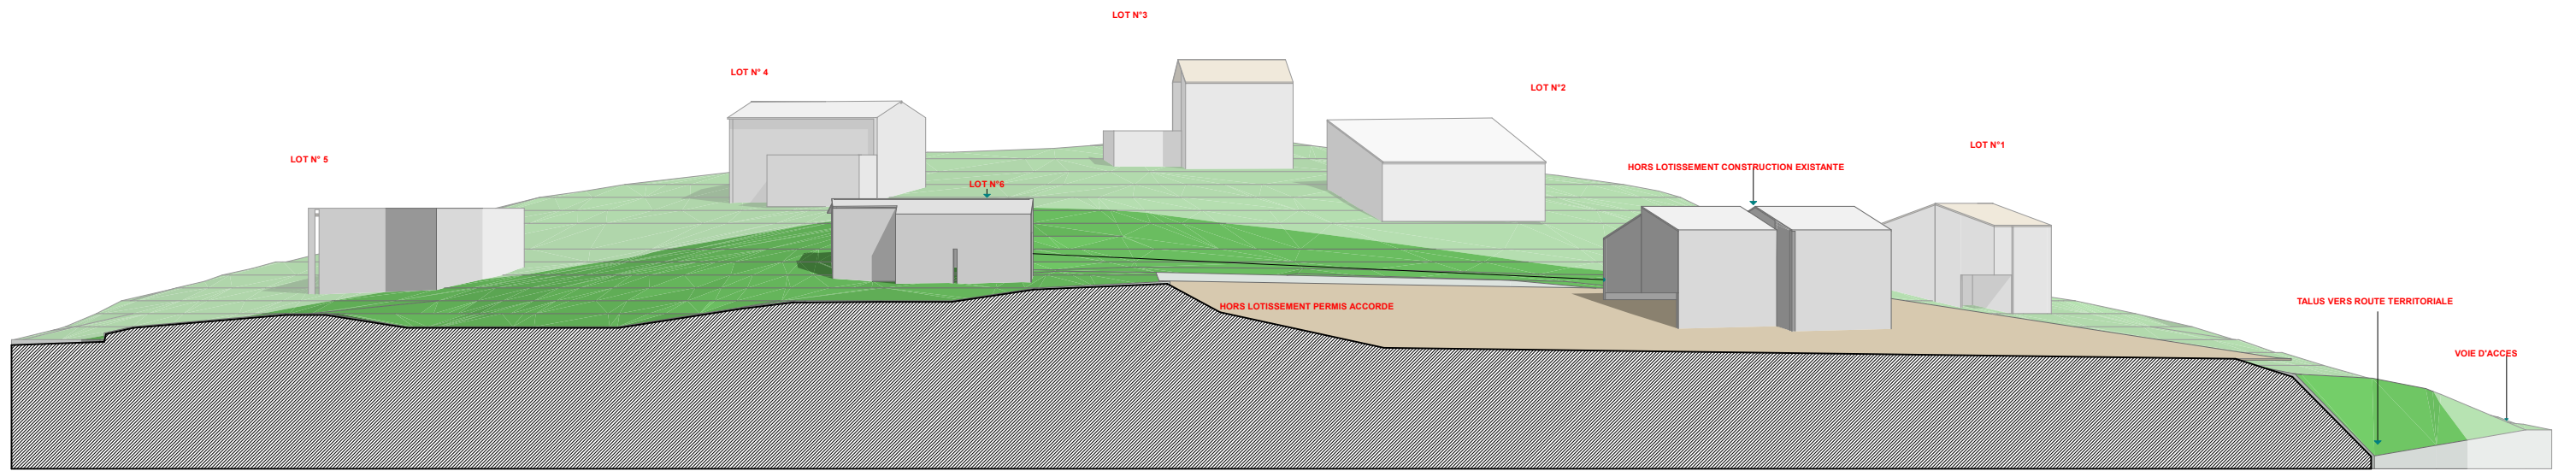 LOT N°3
LOT N° 4
LOT N°2
LOT N°1
LOT N° 5
HORS LOTISSEMENT CONSTRUCTION EXISTANTE
LOT N°6
HORS LOTISSEMENT PERMIS ACCORDE
TALUS VERS ROUTE TERRITORIALE
VOIE D'ACCES